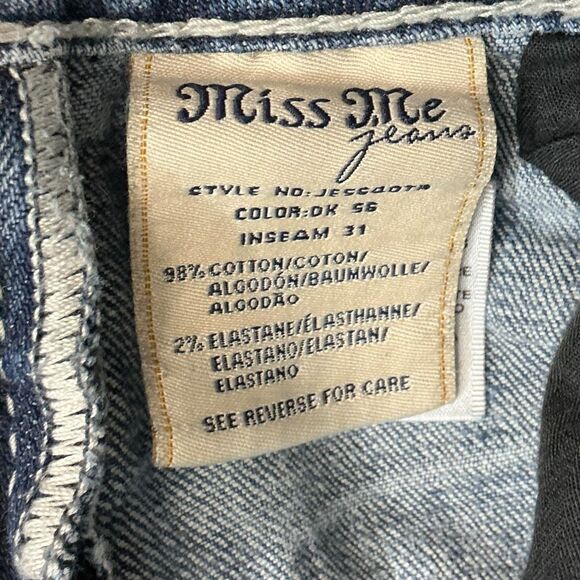 Miss Me
jeans
STYLE NO:
COLOR:DK 56
INSEAM 31
98% COTTON/COTON/
ALGODÓN/BAUMWOLLE/
ALGODÃO
2% ELASTANE/ÉLASTHANNE/
ELASTANO/ELASTAN/
ELASTANO
SEE REVERSE FOR CARE